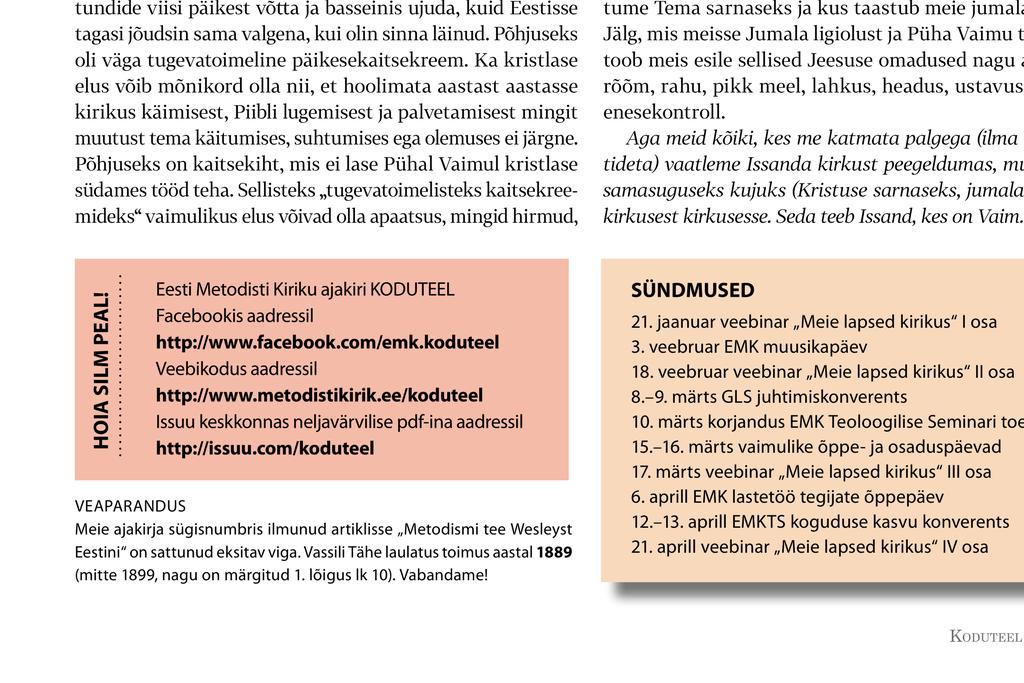 tundide viisi päikest võtta ja basseinis ujuda, kuid Eestisse
tagasi jõudsin sama valgena, kui olin sinna läinud. Põhjuseks
oli väga tugevatoimeline päikesekaitsekreem. Ka kristlase
elus võib mõnikord olla nii, et hoolimata aastast aastasse
kirikus käimisest, Piibli lugemisest ja palvetamisest mingit
muutust tema käitumises, suhtumises ega olemuses ei järgne.
Põhjuseks on kaitsekiht, mis ei lase Pühal Vaimul kristlase
südames tööd teha. Sellisteks „tugevatoimelisteks kaitsekree-
mideks“ vaimulikus elus võivad olla apaatsus, mingid hirmud,
tume Tema sarnaseks ja kus taastub meie jumala
Jälg, mis meisse Jumala ligiolust ja Püha Vaimu t
toob meis esile sellised Jeesuse omadused nagu a
rõõm, rahu, pikk meel, lahkus, headus, ustavus
enesekontroll.
Aga meid kõiki, kes me katmata palgega (ilma
tideta) vaatleme Issanda kirkust peegeldumas, mu
samasuguseks kujuks (Kristuse sarnaseks, jumala
kirkusest kirkusesse. Seda teeb Issand, kes on Vaim.
HOIA SILM PEAL!
Eesti Metodisti Kiriku ajakiri KODUTEEL
Facebookis aadressil
http://www.facebook.com/emk.koduteel
Veebikodus aadressil
http://www.metodistikirik.ee/koduteel
Issuu keskkonnas neljavärvilise pdf-ina aadressil
http://issuu.com/koduteel
VEAPARANDUS
Meie ajakirja sügisnumbris ilmunud artiklisse „Metodismi tee Wesleyst
Eestini“ on sattunud eksitav viga. Vassili Tähe laulatus toimus aastal 1889
(mitte 1899, nagu on märgitud 1. lõigus lk 10). Vabandame!
SÜNDMUSED
21. jaanuar veebinar „Meie lapsed kirikus“ I osa
3. veebruar EMK muusikapäev
18. veebruar veebinar „Meie lapsed kirikus“ II osa
8.–9. märts GLS juhtimiskonverents
10. märts korjandus EMK Teoloogilise Seminari toe
15.–16. märts vaimulike õppe- ja osaduspäevad
17. märts veebinar „Meie lapsed kirikus“ III osa
6. aprill EMK lastetöö tegijate õppepäev
12.–13. aprill EMKTS koguduse kasvu konverents
21. aprill veebinar „Meie lapsed kirikus“ IV osa
KODUTEEL